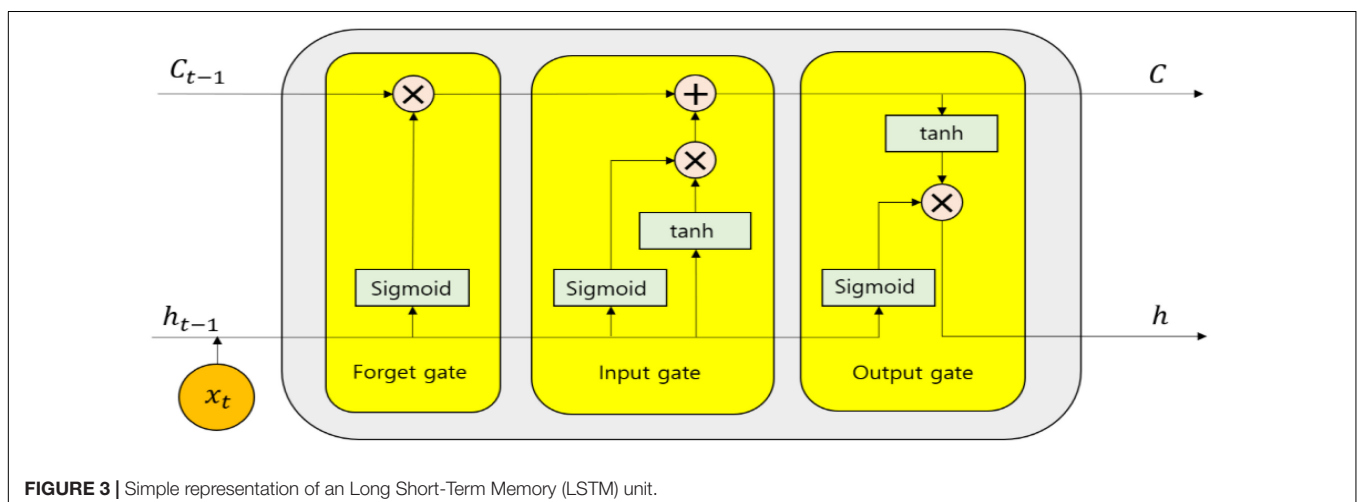 C_{t-1}
C
×
+
tanh
×
×
tanh
Sigmoid
Sigmoid
Sigmoid
h_{t-1}
h
Forget gate
Input gate
Output gate
x_t
FIGURE 3 | Simple representation of an Long Short-Term Memory (LSTM) unit.